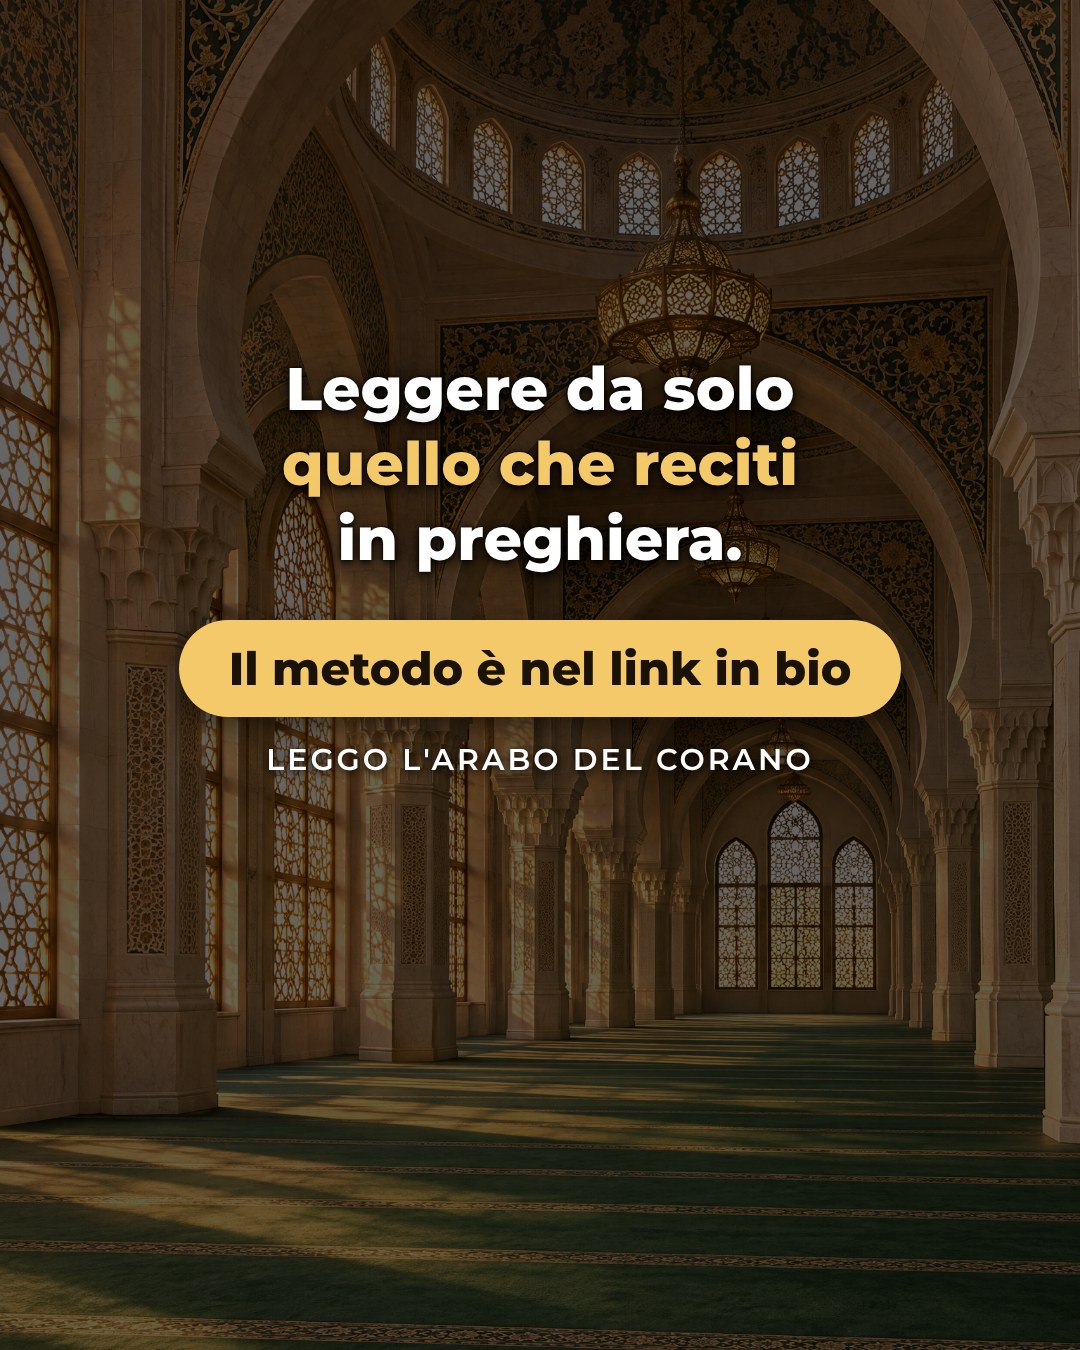 Leggere da solo
quello che reciti
in preghiera.
Il metodo è nel link in bio
LEGGO L'ARABO DEL CORANO